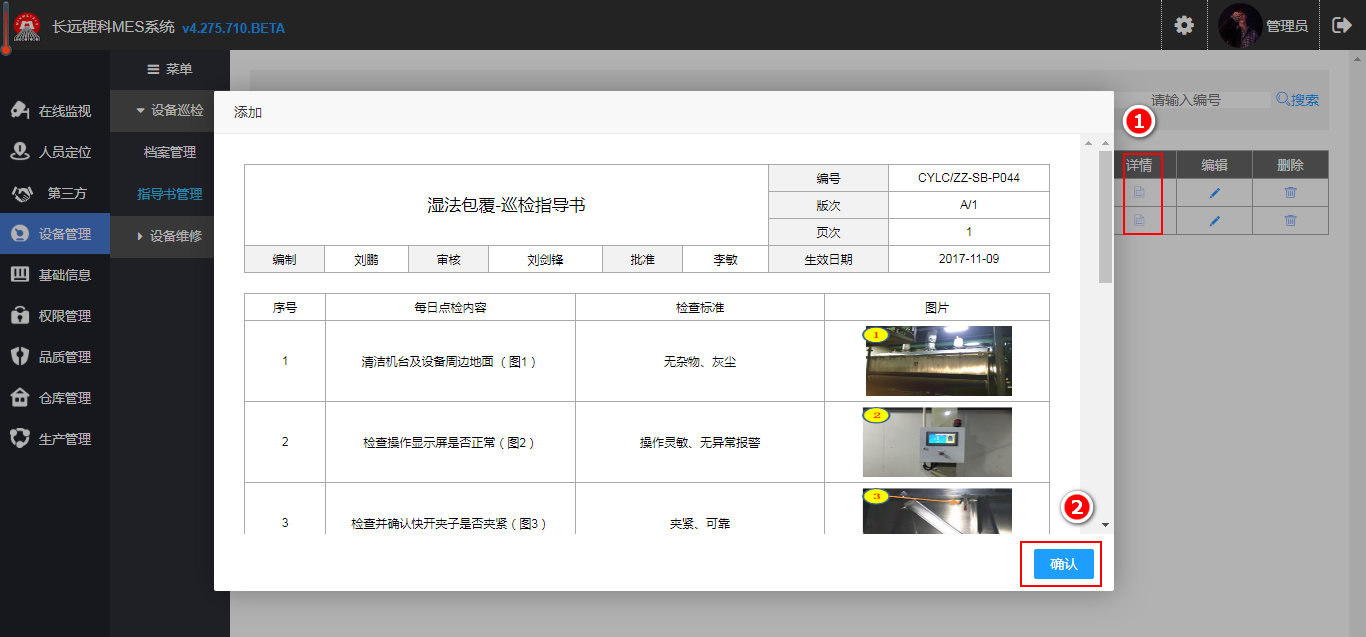 长远锂科MES系统 v4.275.710.BETA
管理员
菜单
在线监视
人员定位
第三方
设备管理
基础信息
权限管理
品质管理
仓库管理
生产管理
设备巡检
档案管理
指导书管理
设备维修
请输入编号 搜索
1
详情 编辑 删除
添加
湿法包覆-巡检指导书
编号 CYLC/ZZ-SB-P044
版次 A/1
页次 1
编制 刘鹏 审核 刘剑锋 批准 李敏 生效日期 2017-11-09
序号 每日点检内容 检查标准 图片
1 清洁机台及设备周边地面（图1） 无杂物、灰尘 1
2 检查操作显示屏是否正常（图2） 操作灵敏、无异常报警 2
3 检查并确认快开夹子是否夹紧（图3） 夹紧、可靠 3
2
确认